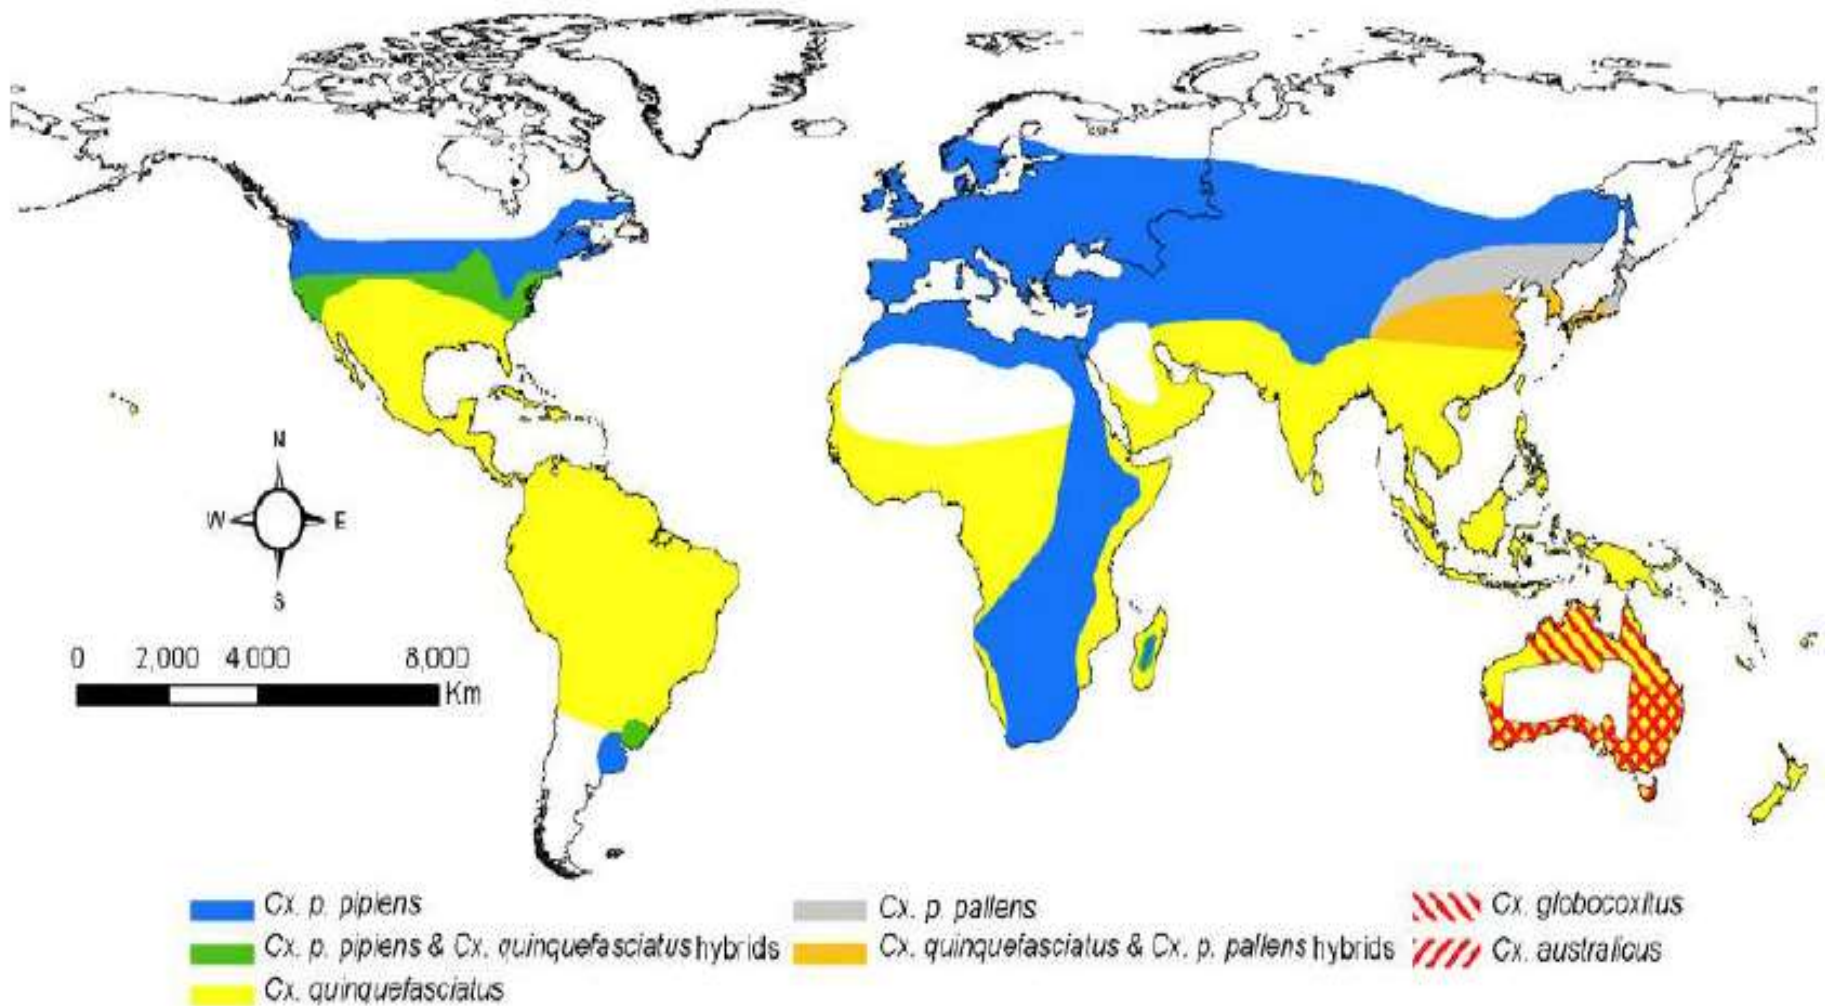 N
W E
S
0 2,000 4,000 8,000
Km
Cx. p. pipiens
Cx. p. pipiens & Cx. quinquefasciatus hybrids
Cx. quinquefasciatus
Cx. p. pallens
Cx. quinquefasciatus & Cx. p. pallens hybrids
Cx. globocoxitus
Cx. australicus